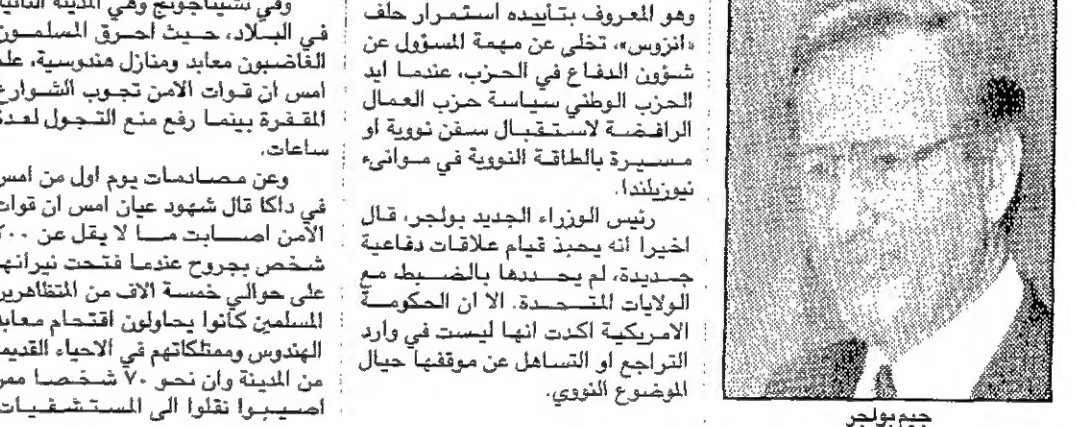 جيم بولجر
وهو المعروف بتأييده استمرار حلف
«انزوس»، تخلى عن مهمة المسؤول عن
شؤون الدفاع في الحزب، عندما ايد
الحزب الوطني سياسة حزب العمال
الرافضة لاستقبال سفن نووية او
مسيرة بالطاقة النووية في موانىء
نيوزيلندا.
رئيس الوزراء الجديد بولجر، قال
اخيرا انه يحبذ قيام علاقات دفاعية
جديدة، لم يحددها بالضبط، مع
الولايات المتحدة. الا ان الحكومة
الامريكية اكدت انها ليست في وارد
التراجع او التساهل عن موقفها حيال
الموضوع النووي.
وفي تشيتاجونج وهي المدينة الثانية
في البلاد، حيث احرق المسلمون
الغاضبون معابد ومنازل هندوسية، علم
امس ان قوات الامن تجوب الشوارع
المقفرة بينما رفع منع التجول لعدة
ساعات.
وعن مصادمات يوم اول من امس
في داكا قال شهود عيان امس ان قوات
الامن اصابت ما لا يقل عن ٢٠٠
شخص بجروح عندما فتحت نيرانها
على حوالي خمسة الاف من المتظاهرين
المسلمين كانوا يحاولون اقتحام معابد
الهندوس وممتلكاتهم في الاحياء القديمة
من المدينة وان نحو ٧٠ شخصا ممن
اصيبوا نقلوا الى المستشفيات